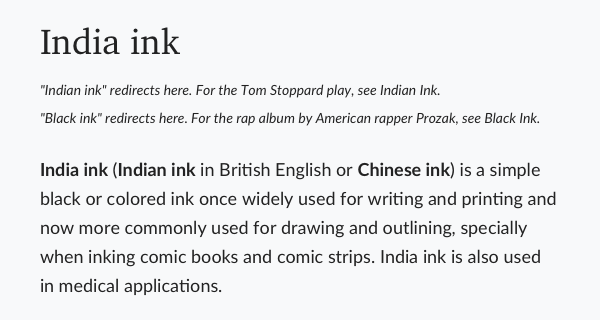 India ink
"Indian ink" redirects here. For the Tom Stoppard play, see Indian Ink.
"Black ink" redirects here. For the rap album by American rapper Prozak, see Black Ink.
India ink (Indian ink in British English or Chinese ink) is a simple
black or colored ink once widely used for writing and printing and
now more commonly used for drawing and outlining, specially
when inking comic books and comic strips. India ink is also used
in medical applications.